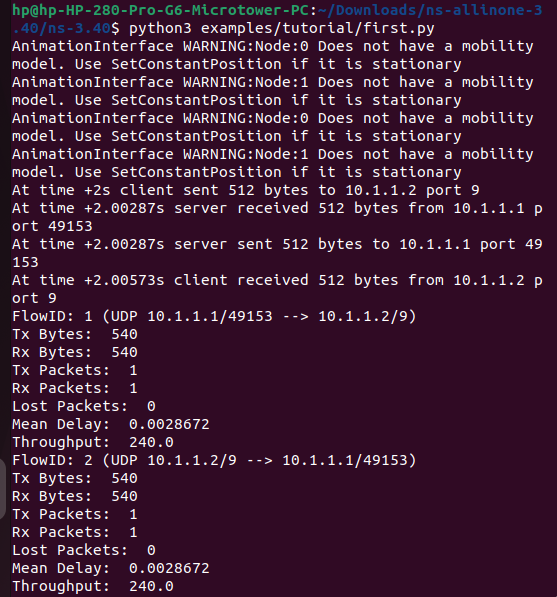 hp@hp-HP-280-Pro-G6-Microtower-PC:~/Downloads/ns-allinone-3
.40/ns-3.40$ python3 examples/tutorial/first.py
AnimationInterface WARNING:Node:0 Does not have a mobility
model. Use SetConstantPosition if it is stationary
AnimationInterface WARNING:Node:1 Does not have a mobility
model. Use SetConstantPosition if it is stationary
AnimationInterface WARNING:Node:0 Does not have a mobility
model. Use SetConstantPosition if it is stationary
AnimationInterface WARNING:Node:1 Does not have a mobility
model. Use SetConstantPosition if it is stationary
At time +2s client sent 512 bytes to 10.1.1.2 port 9
At time +2.00287s server received 512 bytes from 10.1.1.1 p
ort 49153
At time +2.00287s server sent 512 bytes to 10.1.1.1 port 49
153
At time +2.00573s client received 512 bytes from 10.1.1.2 p
ort 9
FlowID: 1 (UDP 10.1.1.1/49153 --> 10.1.1.2/9)
Tx Bytes:  540
Rx Bytes:  540
Tx Packets:  1
Rx Packets:  1
Lost Packets:  0
Mean Delay:  0.0028672
Throughput:  240.0
FlowID: 2 (UDP 10.1.1.2/9 --> 10.1.1.1/49153)
Tx Bytes:  540
Rx Bytes:  540
Tx Packets:  1
Rx Packets:  1
Lost Packets:  0
Mean Delay:  0.0028672
Throughput:  240.0